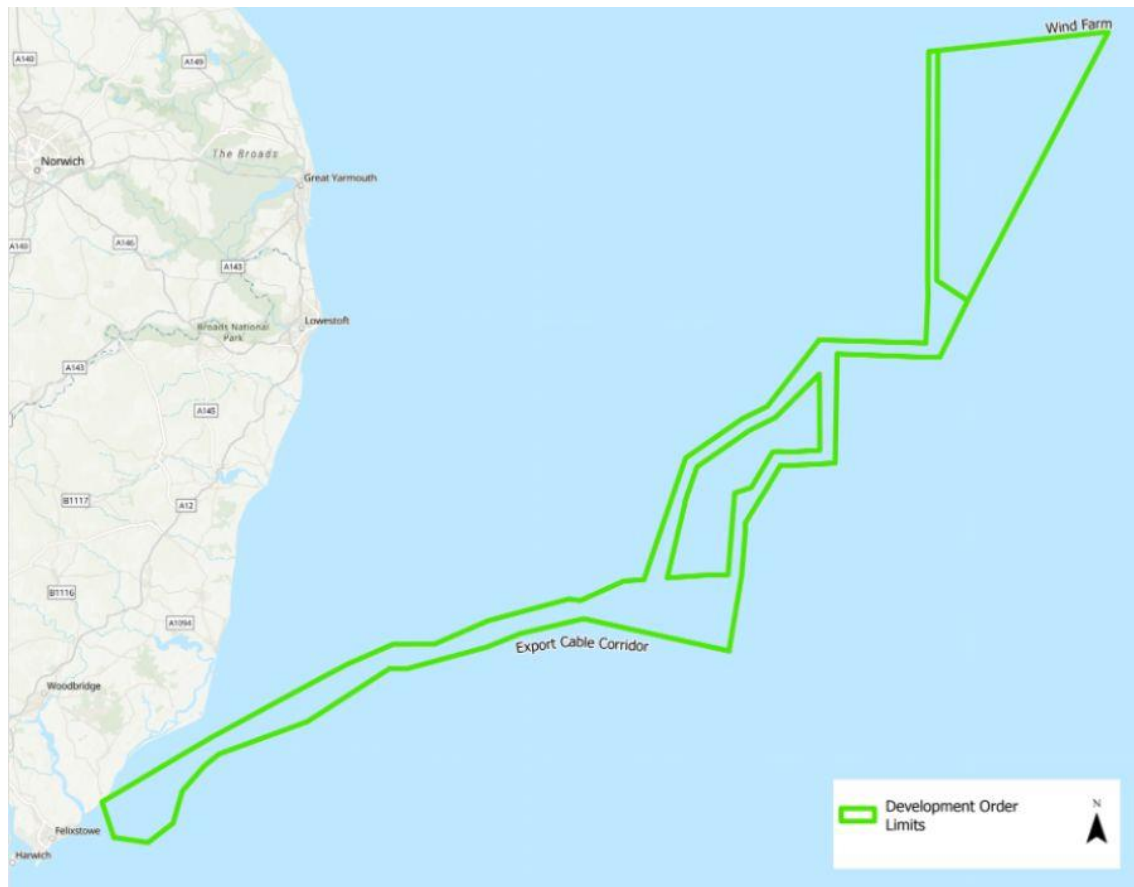 Wind Farm
A140
A149
Norwich
The Broads
Great Yarmouth
A146
A140
A143
Broads National
Park
Lowestoft
A143
A145
B1117
A12
B1116
A1094
Export Cable Corridor
Woodbridge
Development Order
Limits
N
Felixstowe
Harwich